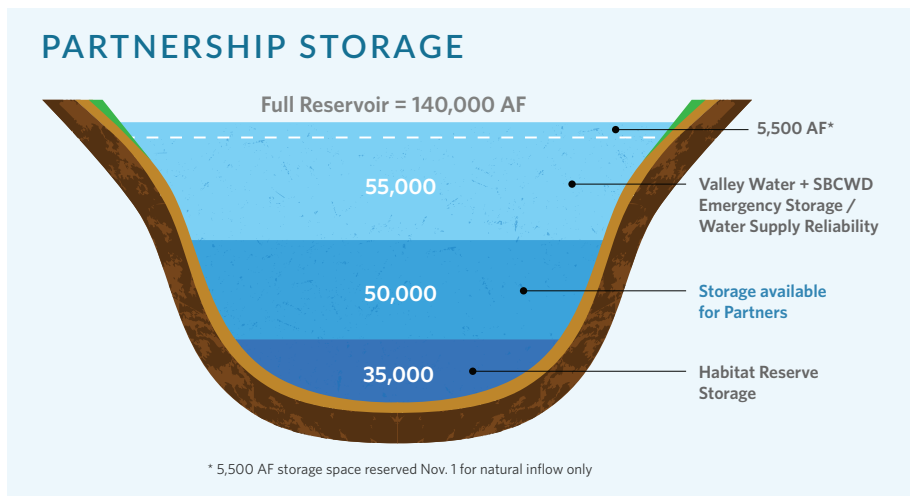 PARTNERSHIP STORAGE
Full Reservoir = 140,000 AF
5,500 AF*
55,000
Valley Water + SBCWD
Emergency Storage /
Water Supply Reliability
50,000
Storage available
for Partners
35,000
Habitat Reserve
Storage
* 5,500 AF storage space reserved Nov. 1 for natural inflow only